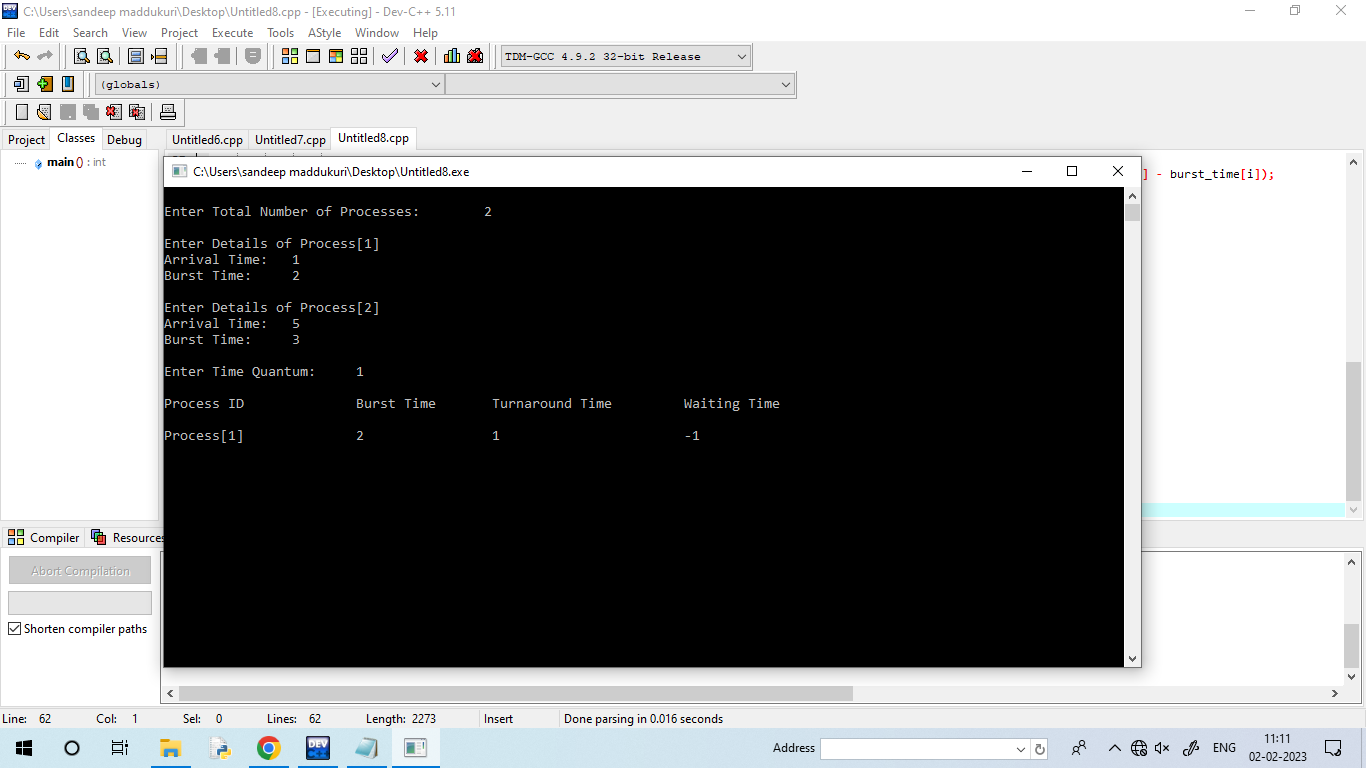 C:\Users\sandeep maddukuri\Desktop\Untitled8.cpp - [Executing] - Dev-C++ 5.11
File Edit Search View Project Execute Tools AStyle Window Help
TDM-GCC 4.9.2 32-bit Release
(globals)
Project Classes Debug Untitled6.cpp Untitled7.cpp Untitled8.cpp
main () : int
C:\Users\sandeep maddukuri\Desktop\Untitled8.exe
] - burst_time[i]);
Enter Total Number of Processes: 2
Enter Details of Process[1]
Arrival Time: 1
Burst Time: 2
Enter Details of Process[2]
Arrival Time: 5
Burst Time: 3
Enter Time Quantum: 1
Process ID Burst Time Turnaround Time Waiting Time
Process[1] 2 1 -1
Compiler Resources
Abort Compilation
Shorten compiler paths
Line: 62 Col: 1 Sel: 0 Lines: 62 Length: 2273 Insert Done parsing in 0.016 seconds
DEV
Address
ENG
11:11
02-02-2023